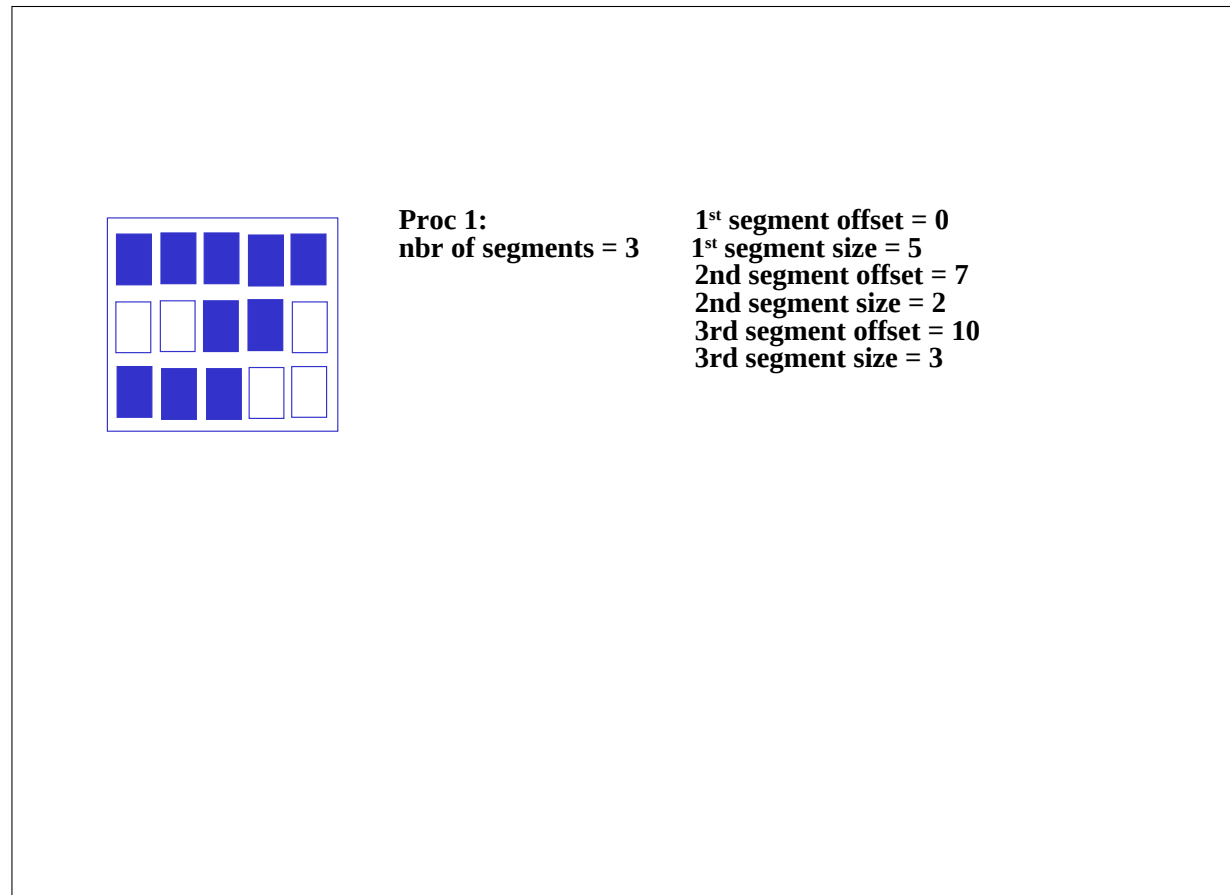 Proc 1:
nbr of segments = 3
1st segment offset = 0
1st segment size = 5
2nd segment offset = 7
2nd segment size = 2
3rd segment offset = 10
3rd segment size = 3